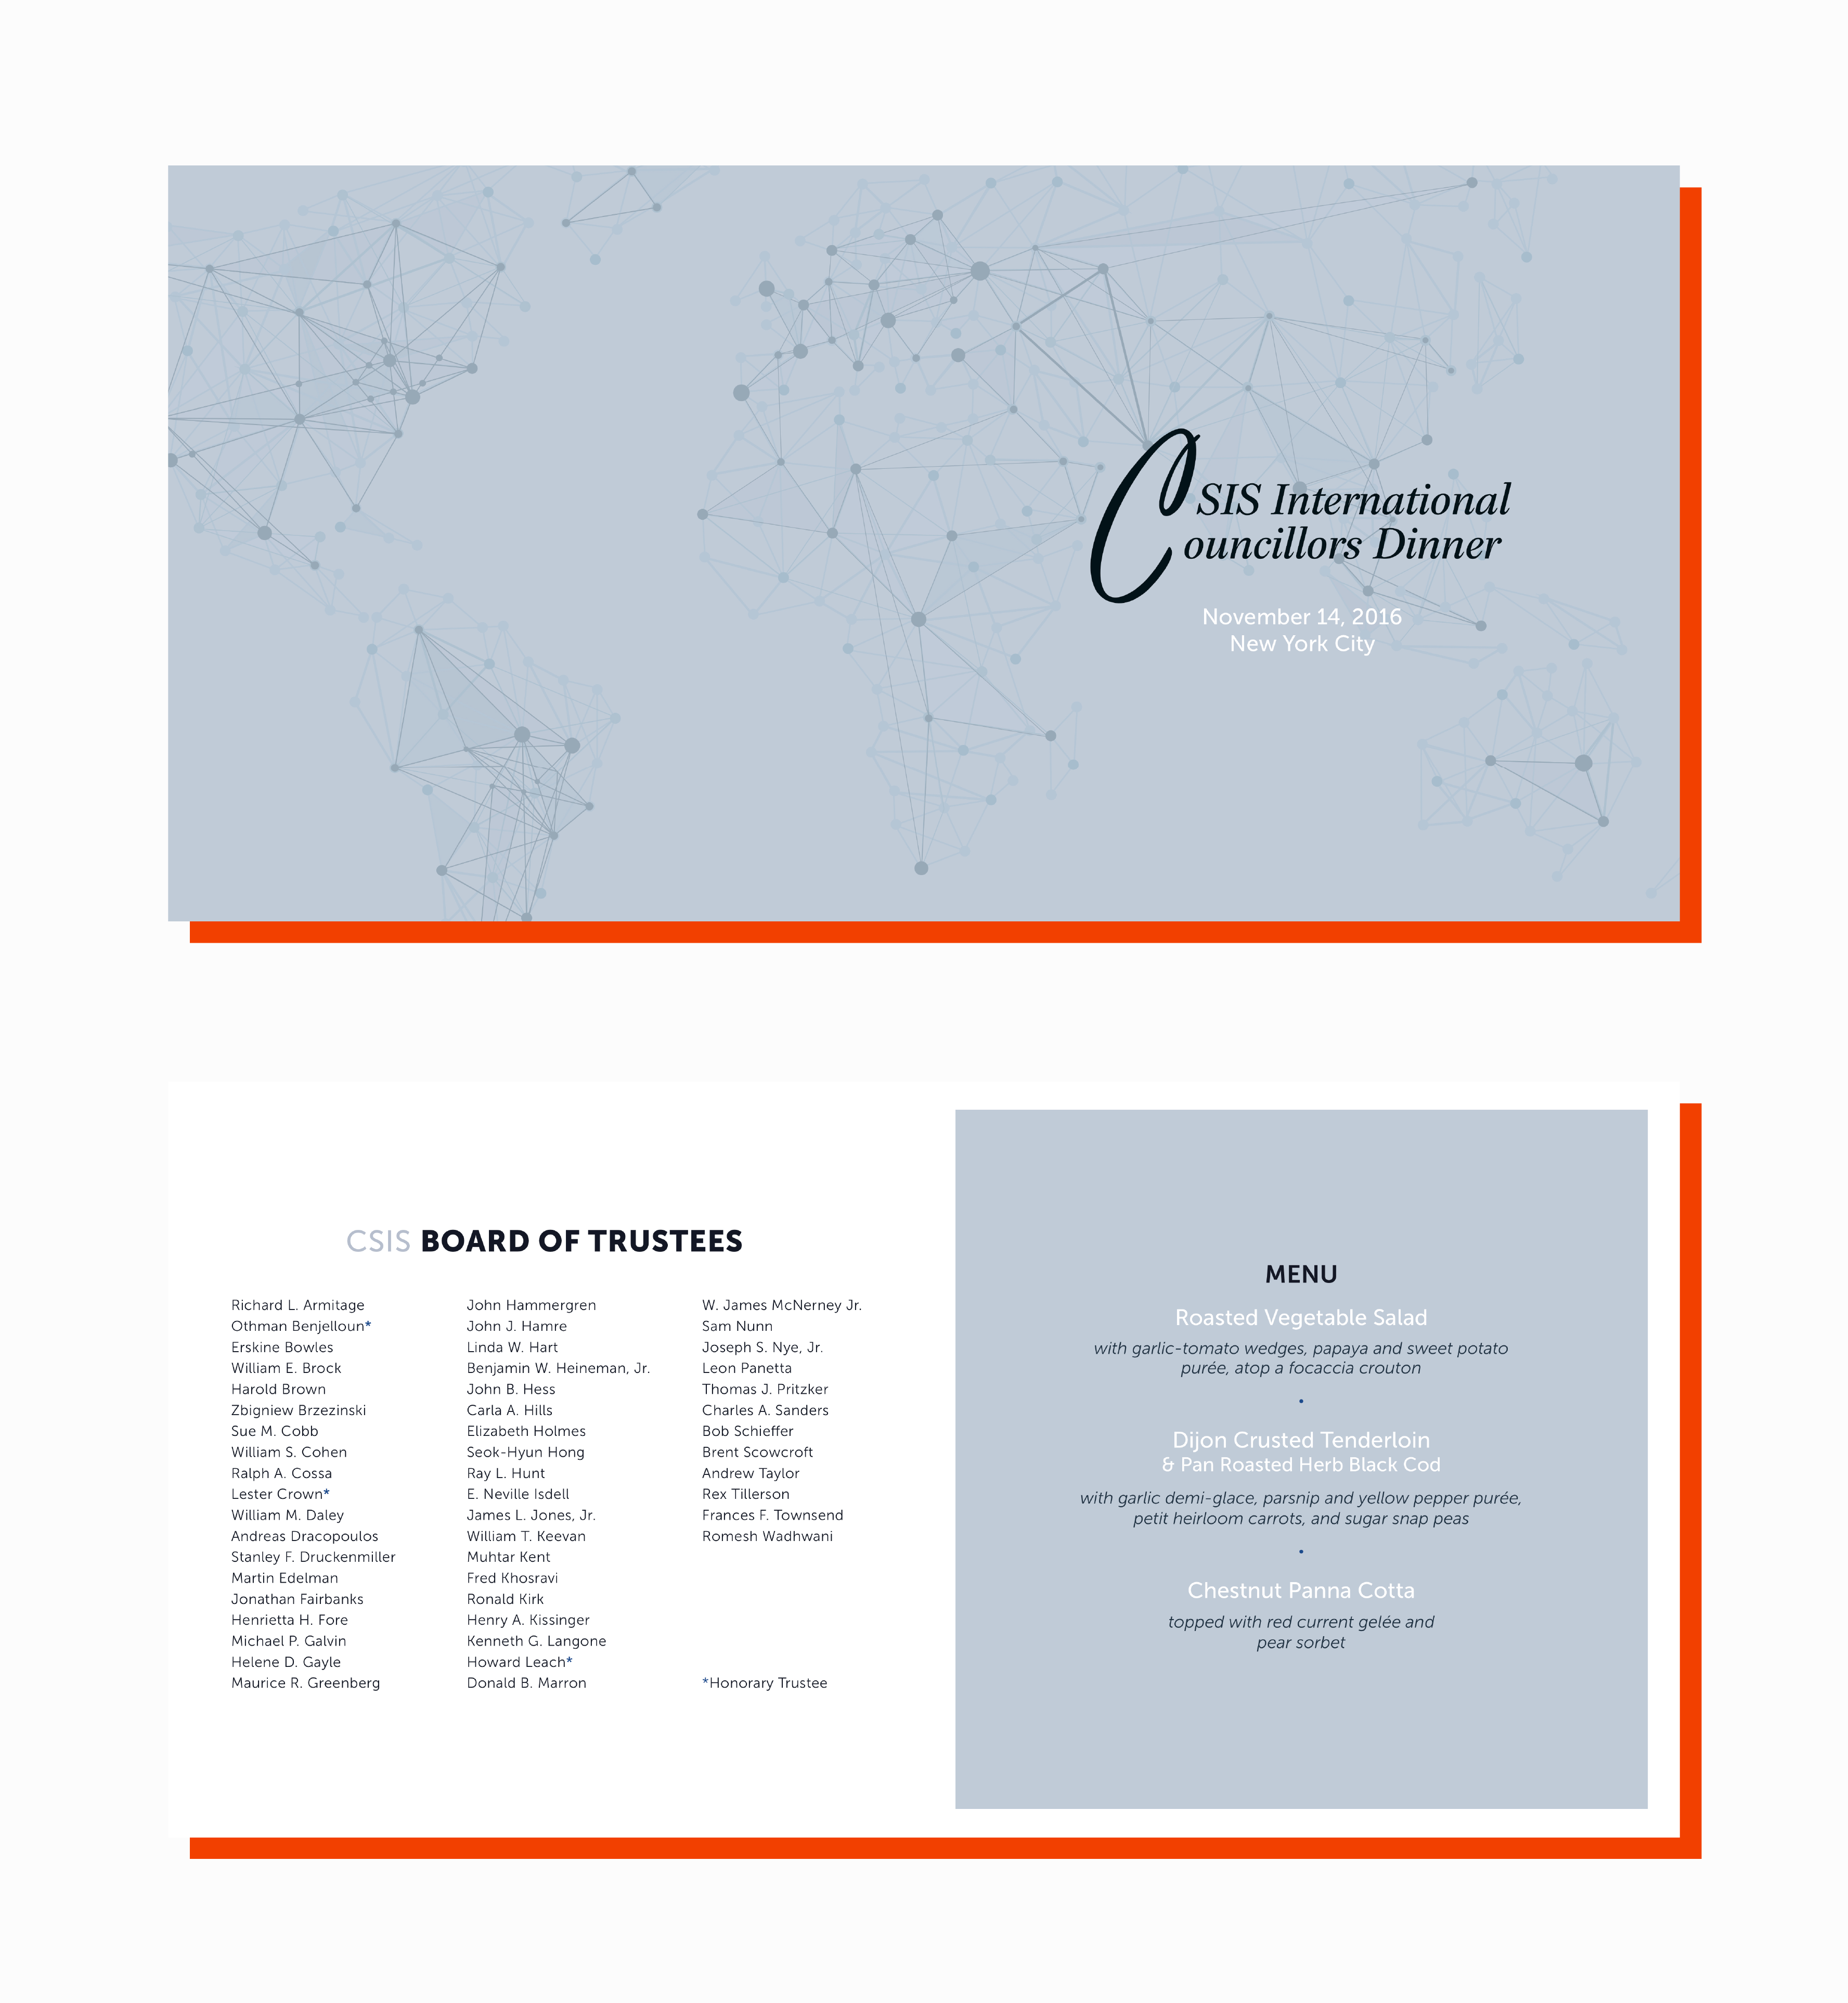 CSIS International
Councillors Dinner
November 14, 2016
New York City
CSIS BOARD OF TRUSTEES
Richard L. Armitage
Othman Benjelloun*
Erskine Bowles
William E. Brock
Harold Brown
Zbigniew Brzezinski
Sue M. Cobb
William S. Cohen
Ralph A. Cossa
Lester Crown*
William M. Daley
Andreas Dracopoulos
Stanley F. Druckenmiller
Martin Edelman
Jonathan Fairbanks
Henrietta H. Fore
Michael P. Galvin
Helene D. Gayle
Maurice R. Greenberg
John Hammergren
John J. Hamre
Linda W. Hart
Benjamin W. Heineman, Jr.
John B. Hess
Carla A. Hills
Elizabeth Holmes
Seok-Hyun Hong
Ray L. Hunt
E. Neville Isdell
James L. Jones, Jr.
William T. Keevan
Muhtar Kent
Fred Khosravi
Ronald Kirk
Henry A. Kissinger
Kenneth G. Langone
Howard Leach*
Donald B. Marron
W. James McNerney Jr.
Sam Nunn
Joseph S. Nye, Jr.
Leon Panetta
Thomas J. Pritzker
Charles A. Sanders
Bob Schieffer
Brent Scowcroft
Andrew Taylor
Rex Tillerson
Frances F. Townsend
Romesh Wadhwani
*Honorary Trustee
MENU
Roasted Vegetable Salad
with garlic-tomato wedges, papaya and sweet potato
purée, atop a focaccia crouton
•
Dijon Crusted Tenderloin
& Pan Roasted Herb Black Cod
with garlic demi-glace, parsnip and yellow pepper purée,
petit heirloom carrots, and sugar snap peas
•
Chestnut Panna Cotta
topped with red current gelée and
pear sorbet